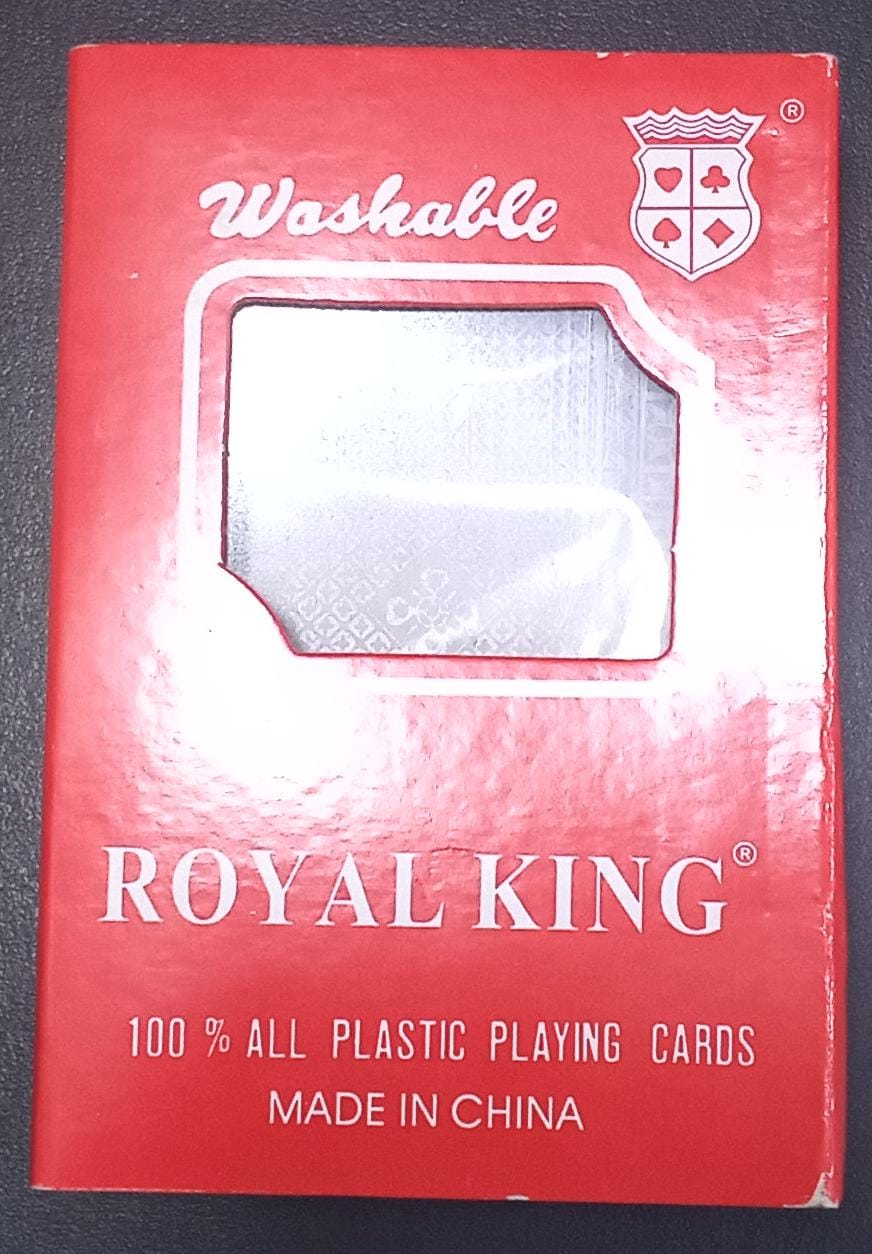 ®
Washable
ROYAL KING®
100 % ALL PLASTIC PLAYING CARDS
MADE IN CHINA